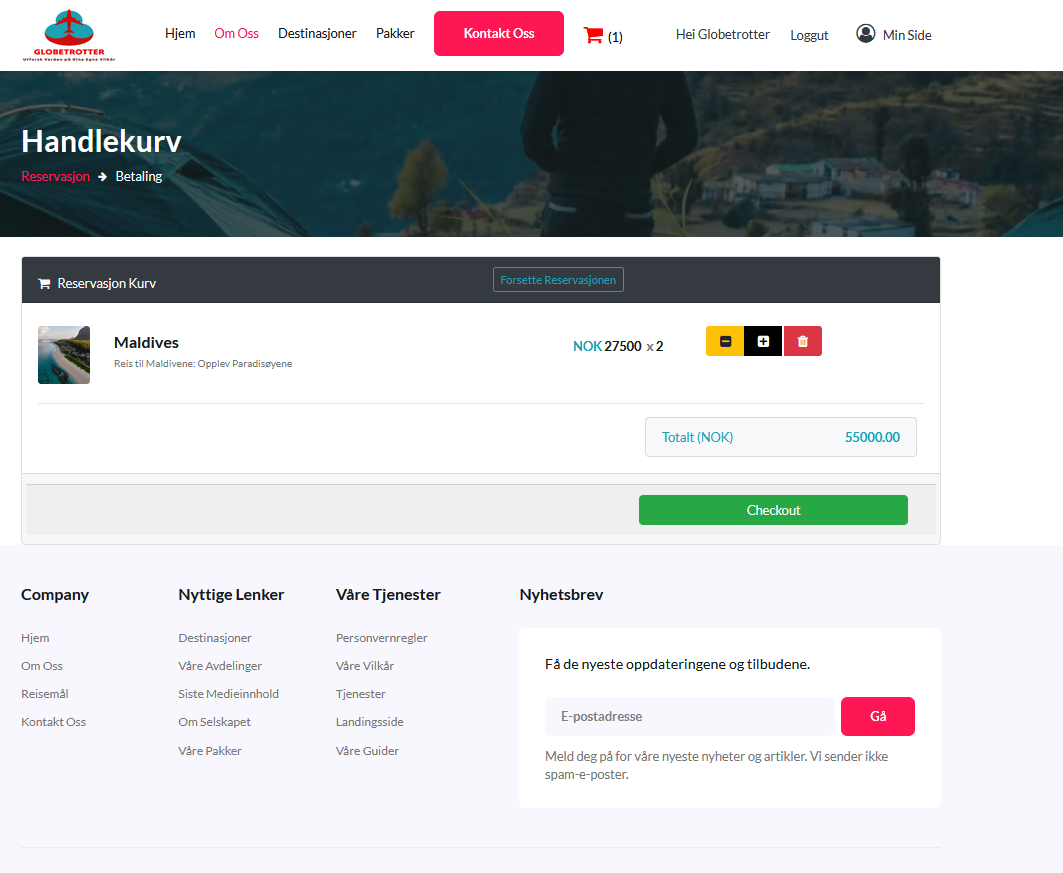 GLOBETROTTER
Utforsk Verden på Dine Egne Vilkår
Hjem Om Oss Destinasjoner Pakker Kontakt Oss (1) Hei Globetrotter Loggut Min Side
Handlekurv
Reservasjon Betaling
Reservasjon Kurv Forsette Reservasjonen
Maldives
NOK 27500 x 2
Reis til Maldivene: Opplev Paradisøyene
Totalt (NOK) 55000.00
Checkout
Company Nyttige Lenker Våre Tjenester Nyhetsbrev
Hjem Destinasjoner Personvernregler
Om Oss Våre Avdelinger Våre Vilkår
Reisemål Siste Medieinnhold Tjenester
Kontakt Oss Om Selskapet Landingsside
Våre Pakker Våre Guider
Få de nyeste oppdateringene og tilbudene.
E-postadresse Gå
Meld deg på for våre nyeste nyheter og artikler. Vi sender ikke
spam-e-poster.